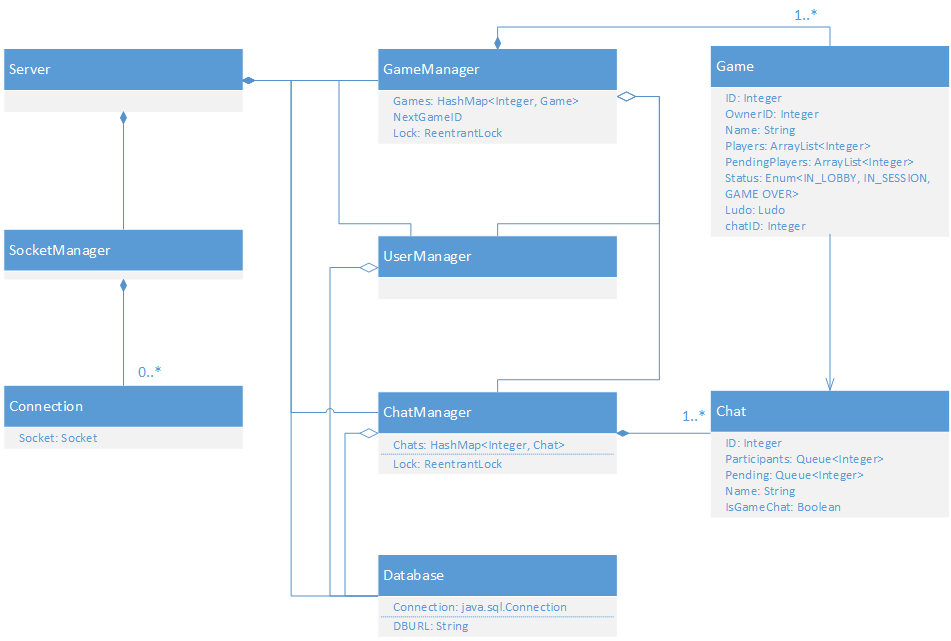 1..*
Server
GameManager
Games: HashMap<Integer, Game>
NextGameID
Lock: ReentrantLock
Game
ID: Integer
OwnerID: Integer
Name: String
Players: ArrayList<Integer>
PendingPlayers: ArrayList<Integer>
Status: Enum<IN_LOBBY, IN_SESSION,
GAME OVER>
Ludo: Ludo
chatID: Integer
SocketManager
UserManager
0..*
Connection
Socket: Socket
ChatManager
Chats: HashMap<Integer, Chat>
Lock: ReentrantLock
1..*
Chat
ID: Integer
Participants: Queue<Integer>
Pending: Queue<Integer>
Name: String
IsGameChat: Boolean
Database
Connection: java.sql.Connection
DBURL: String